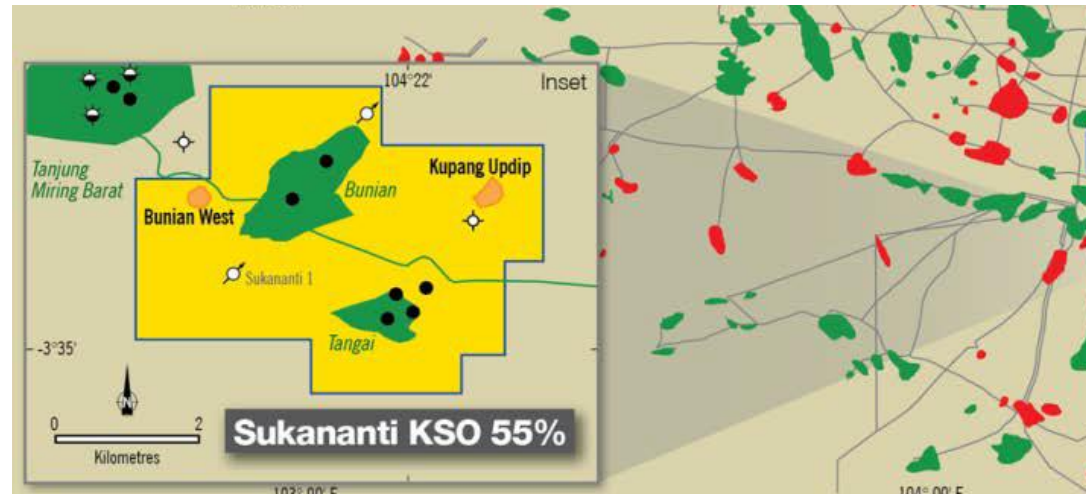 104°22'
Inset
Tanjung
Miring Barat
Bunian
Kupang Updip
Bunian West
Sukananti 1
Tangai
-3°35'
N
0 2
Kilometres
Sukananti KSO 55%